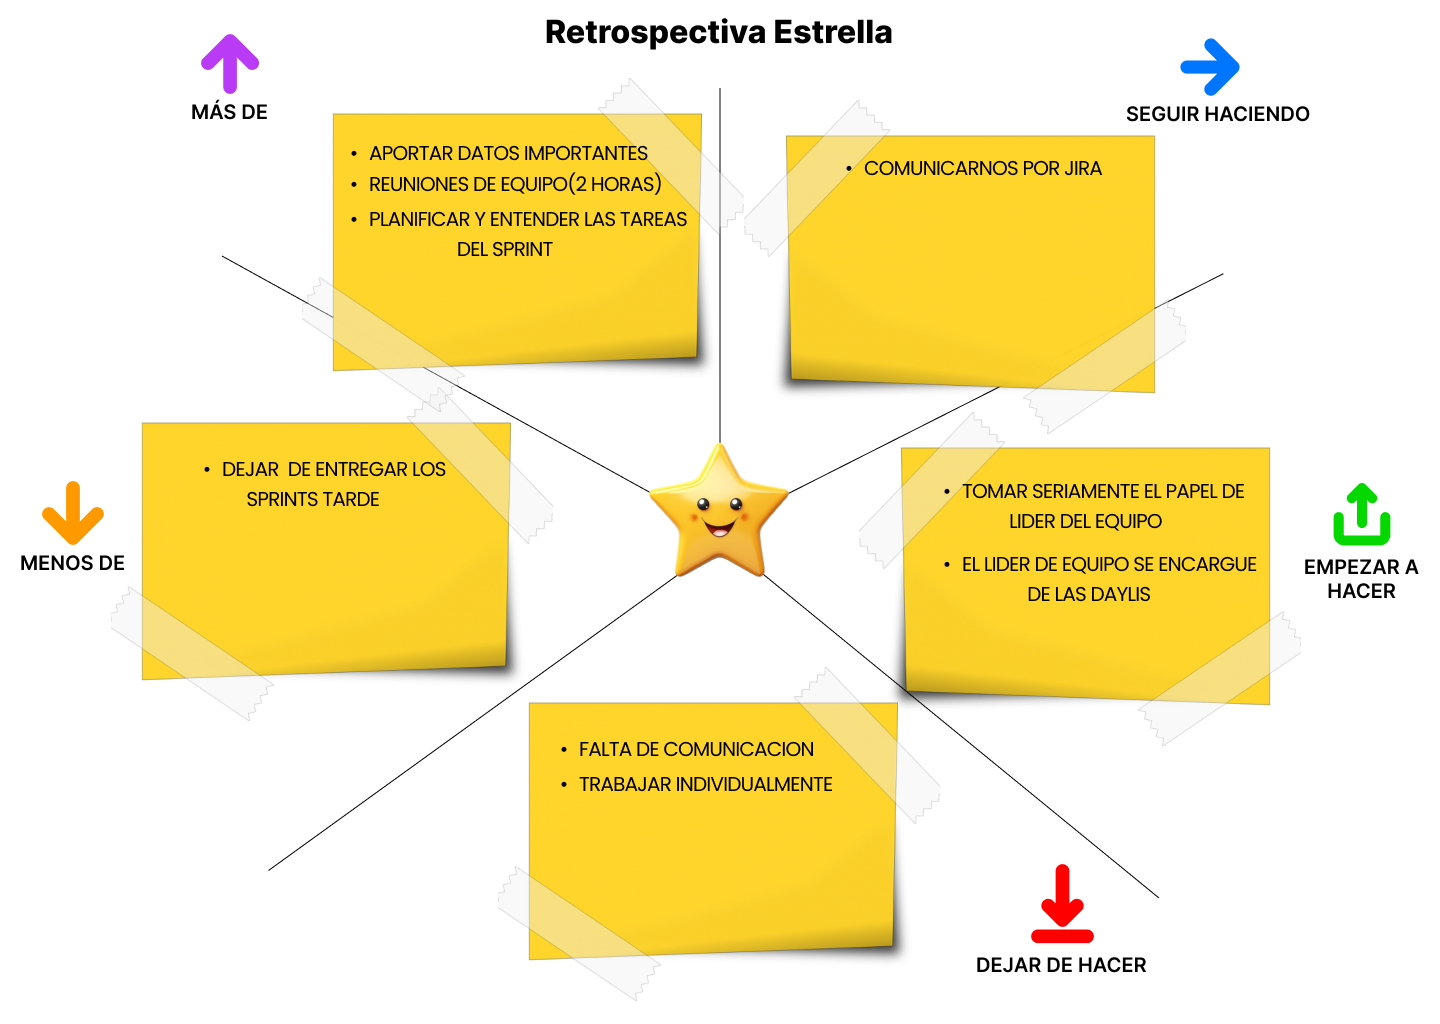 Retrospectiva Estrella
MÁS DE
• APORTAR DATOS IMPORTANTES
• REUNIONES DE EQUIPO(2 HORAS)
• PLANIFICAR Y ENTENDER LAS TAREAS
DEL SPRINT
SEGUIR HACIENDO
• COMUNICARNOS POR JIRA
MENOS DE
• DEJAR DE ENTREGAR LOS
SPRINTS TARDE
• TOMAR SERIAMENTE EL PAPEL DE
LIDER DEL EQUIPO
• EL LIDER DE EQUIPO SE ENCARGUE
DE LAS DAYLIS
EMPEZAR A
HACER
• FALTA DE COMUNICACION
• TRABAJAR INDIVIDUALMENTE
DEJAR DE HACER